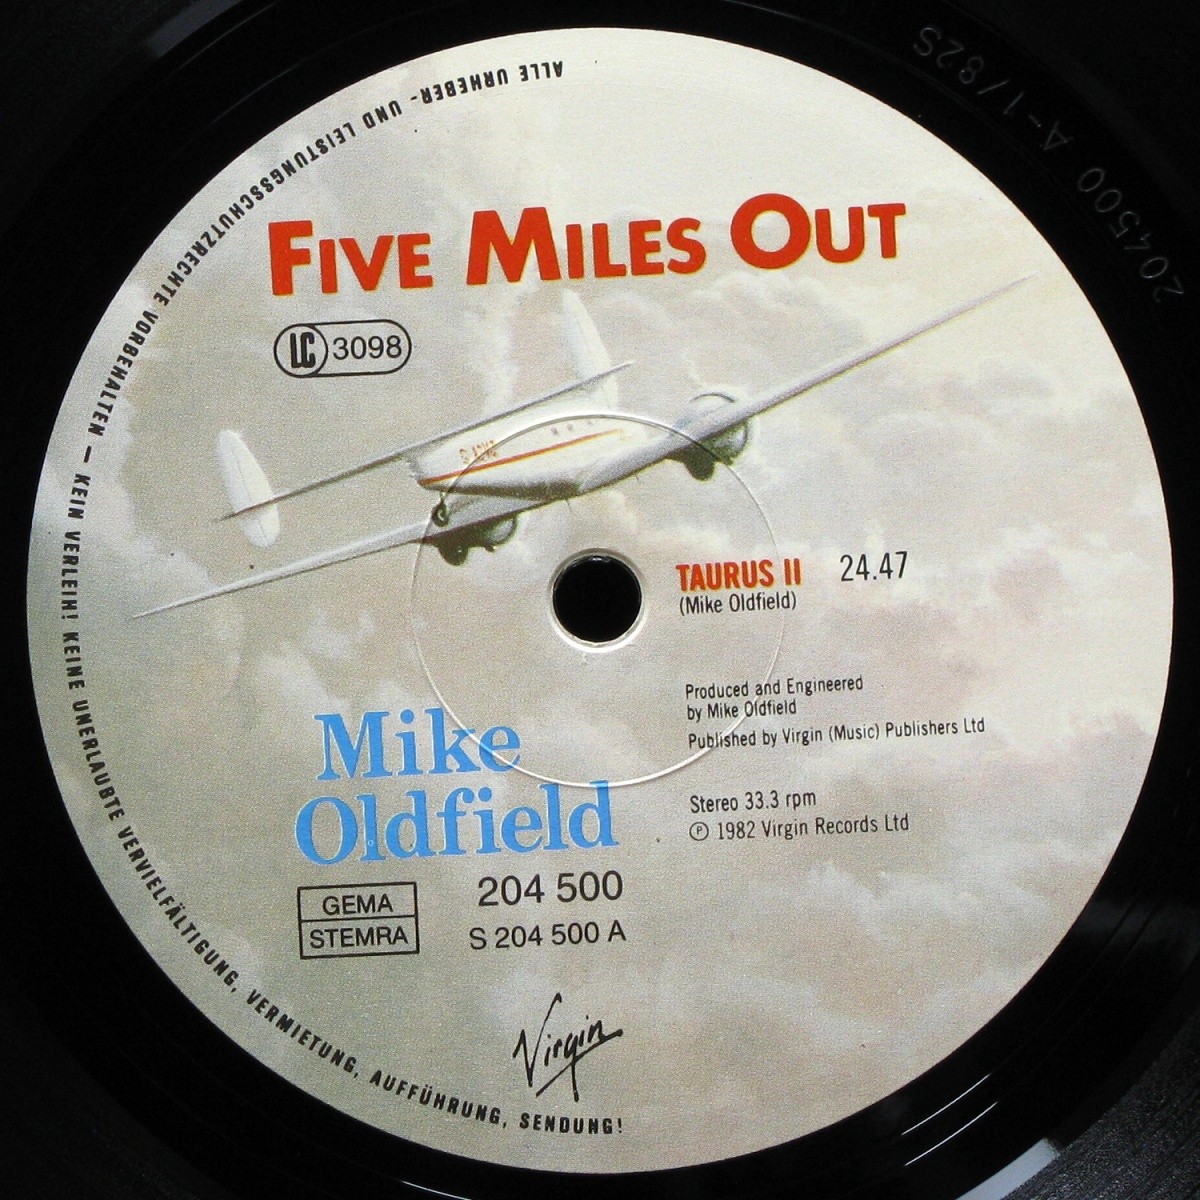 ALLE URHEBER- UND LEISTUNGSSCHUTZRECHTE VORBEHALTEN – KEIN VERLEIH! KEINE UNERLAUBTE VERVIELFÄLTIGUNG, VERMIETUNG, AUFFÜHRUNG, SENDUNG!
FIVE MILES OUT
LC 3098
TAURUS II 24.47
(Mike Oldfield)
Produced and Engineered
by Mike Oldfield
Published by Virgin (Music) Publishers Ltd
Stereo 33.3 rpm
Ⓟ 1982 Virgin Records Ltd
Mike
Oldfield
GEMA
STEMRA
204 500
S 204 500 A
Virgin
204500 A-1/82S